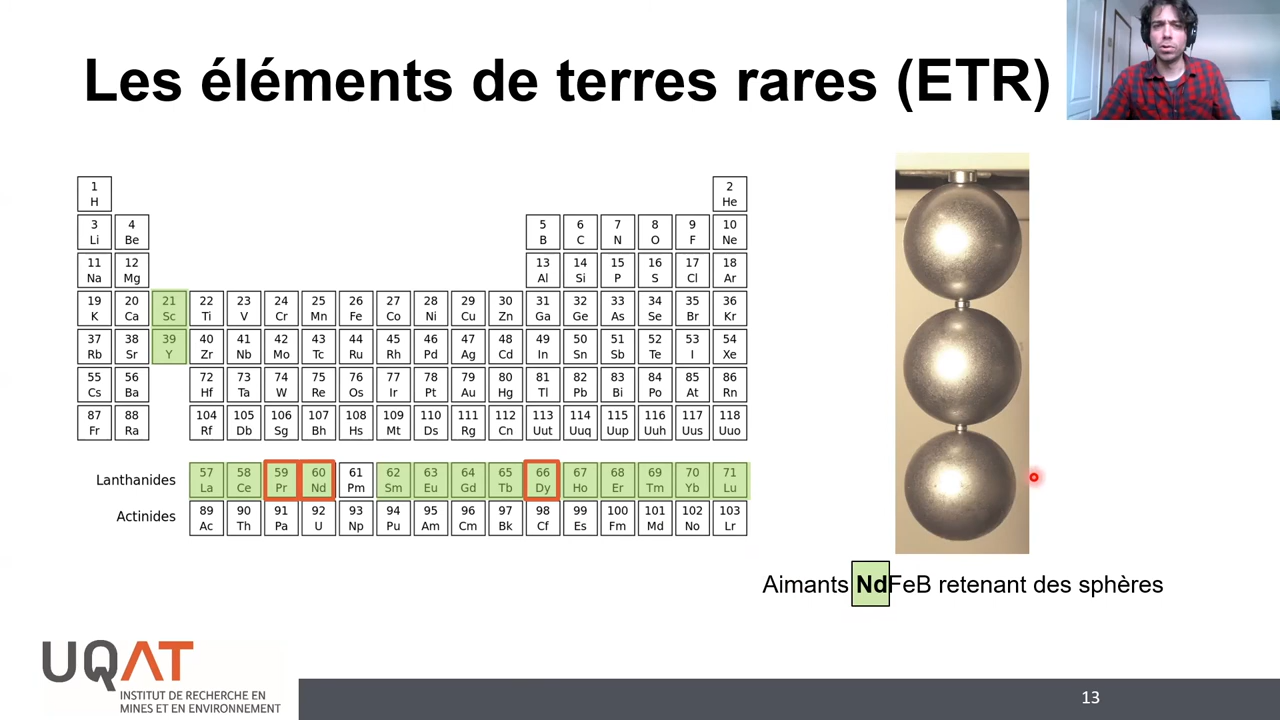 Les éléments de terres rares (ETR)
1 2
H He
3 4 5 6 7 8 9 10
Li Be B C N O F Ne
11 12 13 14 15 16 17 18
Na Mg Al Si P S Cl Ar
19 20 21 22 23 24 25 26 27 28 29 30 31 32 33 34 35 36
K Ca Sc Ti V Cr Mn Fe Co Ni Cu Zn Ga Ge As Se Br Kr
37 38 39 40 41 42 43 44 45 46 47 48 49 50 51 52 53 54
Rb Sr Y Zr Nb Mo Tc Ru Rh Pd Ag Cd In Sn Sb Te I Xe
55 56 72 73 74 75 76 77 78 79 80 81 82 83 84 85 86
Cs Ba Hf Ta W Re Os Ir Pt Au Hg Tl Pb Bi Po At Rn
87 88 104 105 106 107 108 109 110 111 112 113 114 115 116 117 118
Fr Ra Rf Db Sg Bh Hs Mt Ds Rg Cn Uut Uuq Uup Uuh Uus Uuo
Lanthanides
57 58 59 60 61 62 63 64 65 66 67 68 69 70 71
La Ce Pr Nd Pm Sm Eu Gd Tb Dy Ho Er Tm Yb Lu
Actinides
89 90 91 92 93 94 95 96 97 98 99 100 101 102 103
Ac Th Pa U Np Pu Am Cm Bk Cf Es Fm Md No Lr
Aimants NdFeB retenant des sphères
UQAT
INSTITUT DE RECHERCHE EN
MINES ET EN ENVIRONNEMENT
13